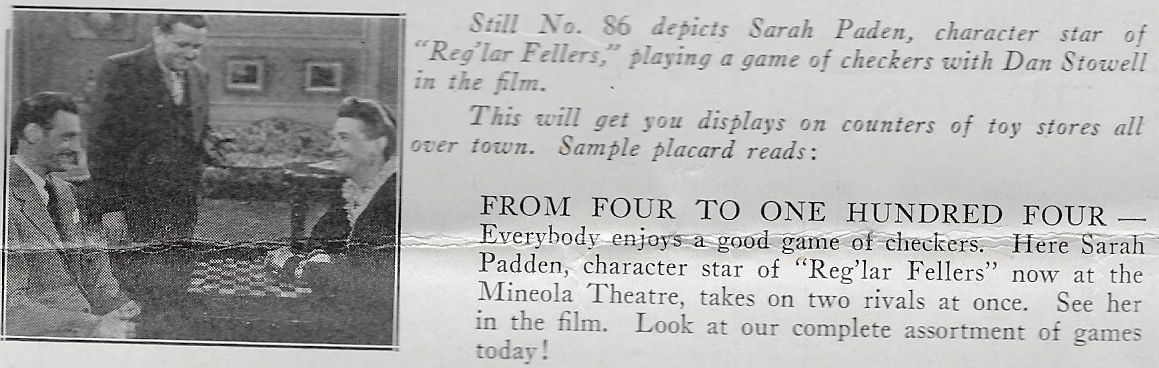 Still No. 86 depicts Sarah Paden, character star of
"Reg'lar Fellers," playing a game of checkers with Dan Stowell
in the film.
This will get you displays on counters of toy stores all
over town. Sample placard reads:
FROM FOUR TO ONE HUNDRED FOUR —
Everybody enjoys a good game of checkers. Here Sarah
Padden, character star of "Reg'lar Fellers" now at the
Mineola Theatre, takes on two rivals at once. See her
in the film. Look at our complete assortment of games
today!